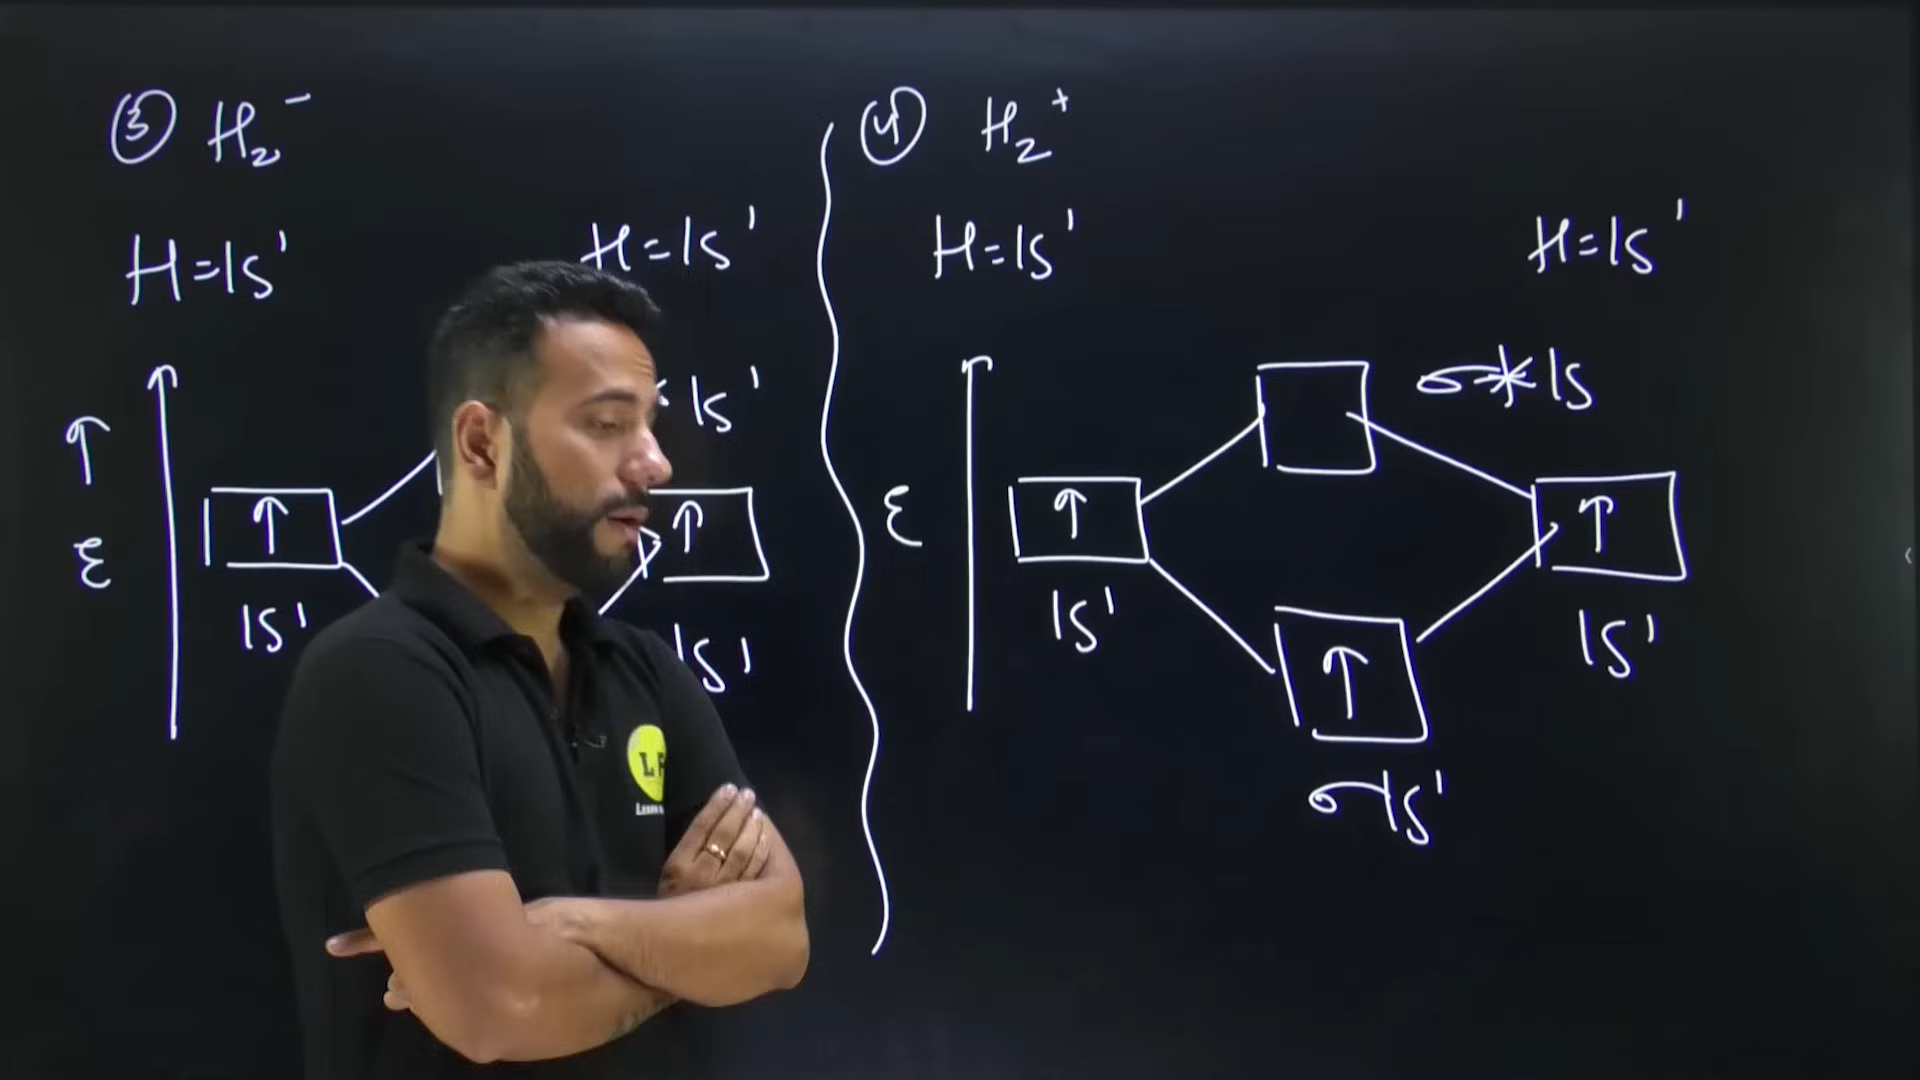 ③ H₂⁻
H=1s¹
H=1s¹
* 1s¹
ε
1s¹
1s¹
④ H₂⁺
H=1s¹
H=1s¹
σ*1s
ε
1s¹
1s¹
σ1s¹
L